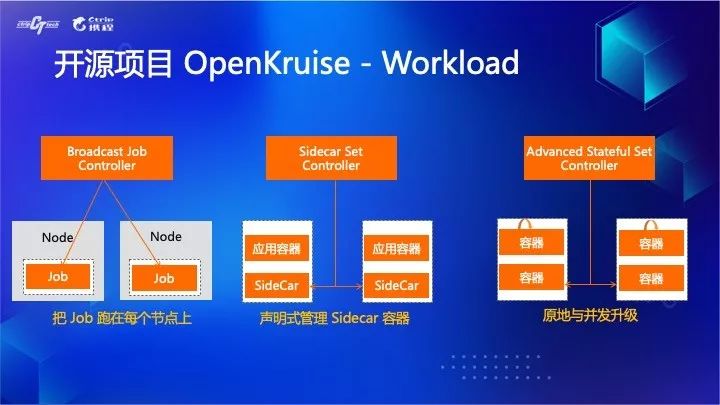 ctrip CT tech
Ctrip
携程
开源项目 OpenKruise - Workload
Broadcast Job
Controller
Node
Job
Node
Job
把 Job 跑在每个节点上
Sidecar Set
Controller
应用容器
SideCar
应用容器
SideCar
声明式管理 Sidecar 容器
Advanced Stateful Set
Controller
容器
容器
容器
容器
原地与并发升级